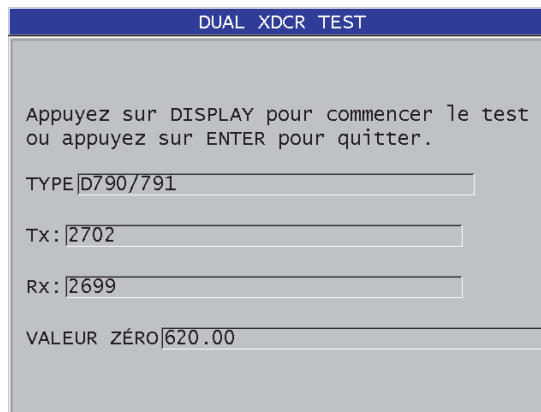 DUAL XDCR TEST
Appuyez sur DISPLAY pour commencer le test
ou appuyez sur ENTER pour quitter.
TYPE D790/791
Tx: 2702
Rx: 2699
VALEUR ZÉRO 620.00